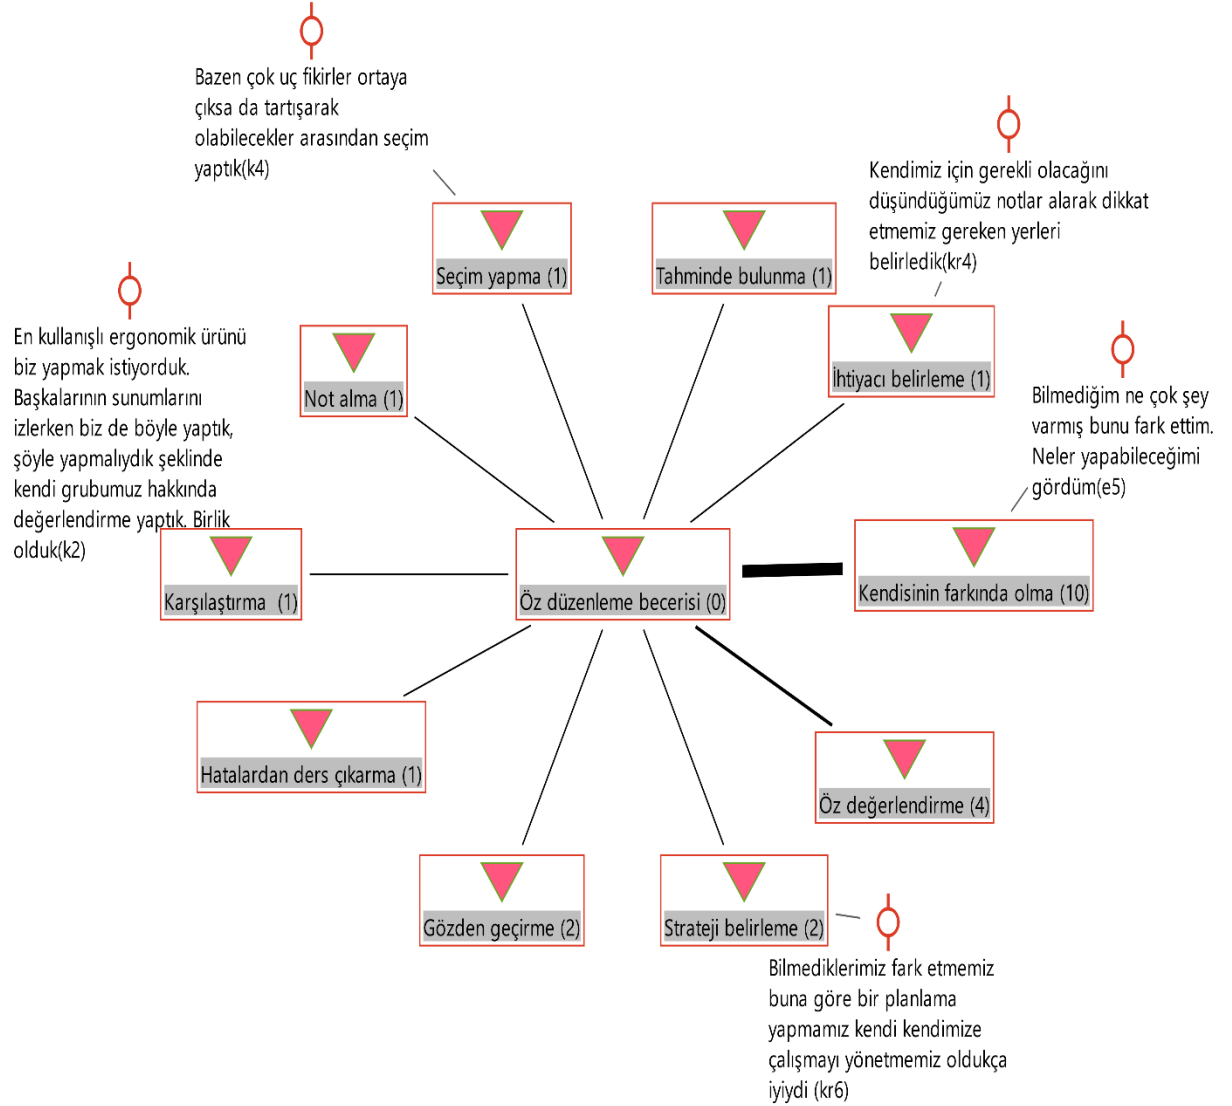 Bazen çok uç fikirler ortaya
çıksa da tartışarak
olabilecekler arasından seçim
yaptık(k4)
Kendimiz için gerekli olacağını
düşündüğümüz notlar alarak dikkat
etmemiz gereken yerleri
belirledik(kr4)
Seçim yapma (1)
Tahminde bulunma (1)
En kullanışlı ergonomik ürünü
biz yapmak istiyorduk.
Başkalarının sunumlarını
izlerken biz de böyle yaptık,
şöyle yapmalıydık şeklinde
kendi grubumuz hakkında
değerlendirme yaptık. Birlik
olduk(k2)
Not alma (1)
İhtiyacı belirleme (1)
Bilmediğim ne çok şey
varmış bunu fark ettim.
Neler yapabileceğimi
gördüm(e5)
Karşılaştırma (1)
Öz düzenleme becerisi (0)
Kendisinin farkında olma (10)
Hatalardan ders çıkarma (1)
Öz değerlendirme (4)
Gözden geçirme (2)
Strateji belirleme (2)
Bilmediklerimiz fark etmemiz
buna göre bir planlama
yapmamız kendi kendimize
çalışmayı yönetmemiz oldukça
iyiydi (kr6)